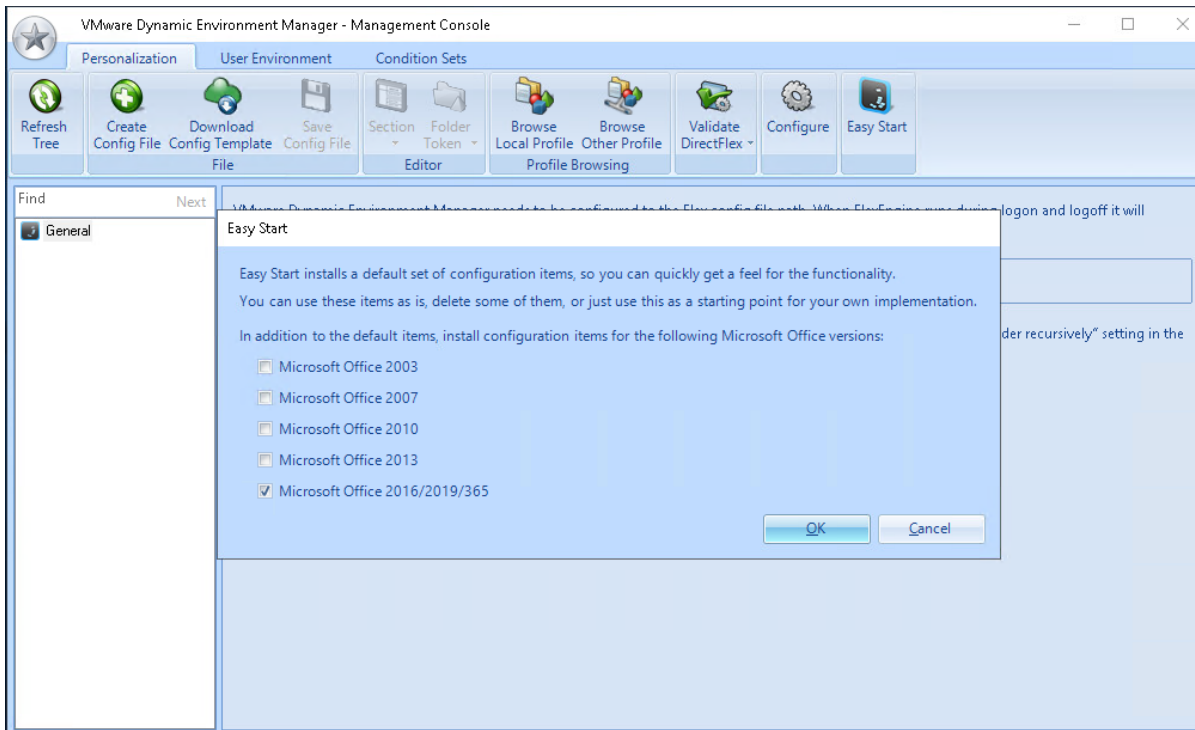 VMware Dynamic Environment Manager - Management Console
Personalization User Environment Condition Sets
Refresh Tree
Create Config File
Download Config Template
Save Config File
Section
Folder Token
Browse Local Profile
Browse Other Profile
Validate DirectFlex
Configure
Easy Start
File
Editor
Profile Browsing
Find Next
General
logon and logoff it will
Easy Start
Easy Start installs a default set of configuration items, so you can quickly get a feel for the functionality.
You can use these items as is, delete some of them, or just use this as a starting point for your own implementation.
der recursively” setting in the
In addition to the default items, install configuration items for the following Microsoft Office versions:
Microsoft Office 2003
Microsoft Office 2007
Microsoft Office 2010
Microsoft Office 2013
Microsoft Office 2016/2019/365
OK Cancel